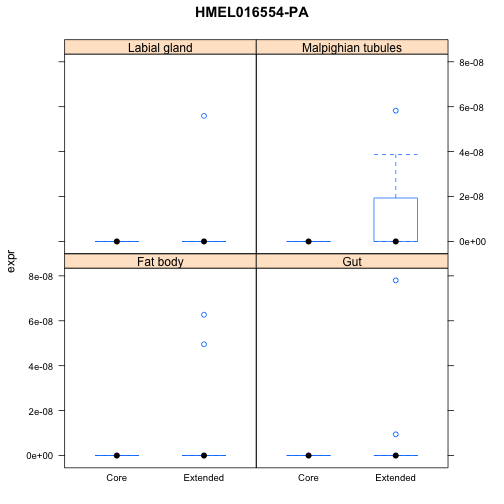 HMEL016554-PA
Labial gland
Malpighian tubules
8e-08
6e-08
4e-08
2e-08
0e+00
expr
Fat body
Gut
8e-08
6e-08
4e-08
2e-08
0e+00
Core
Extended
Core
Extended